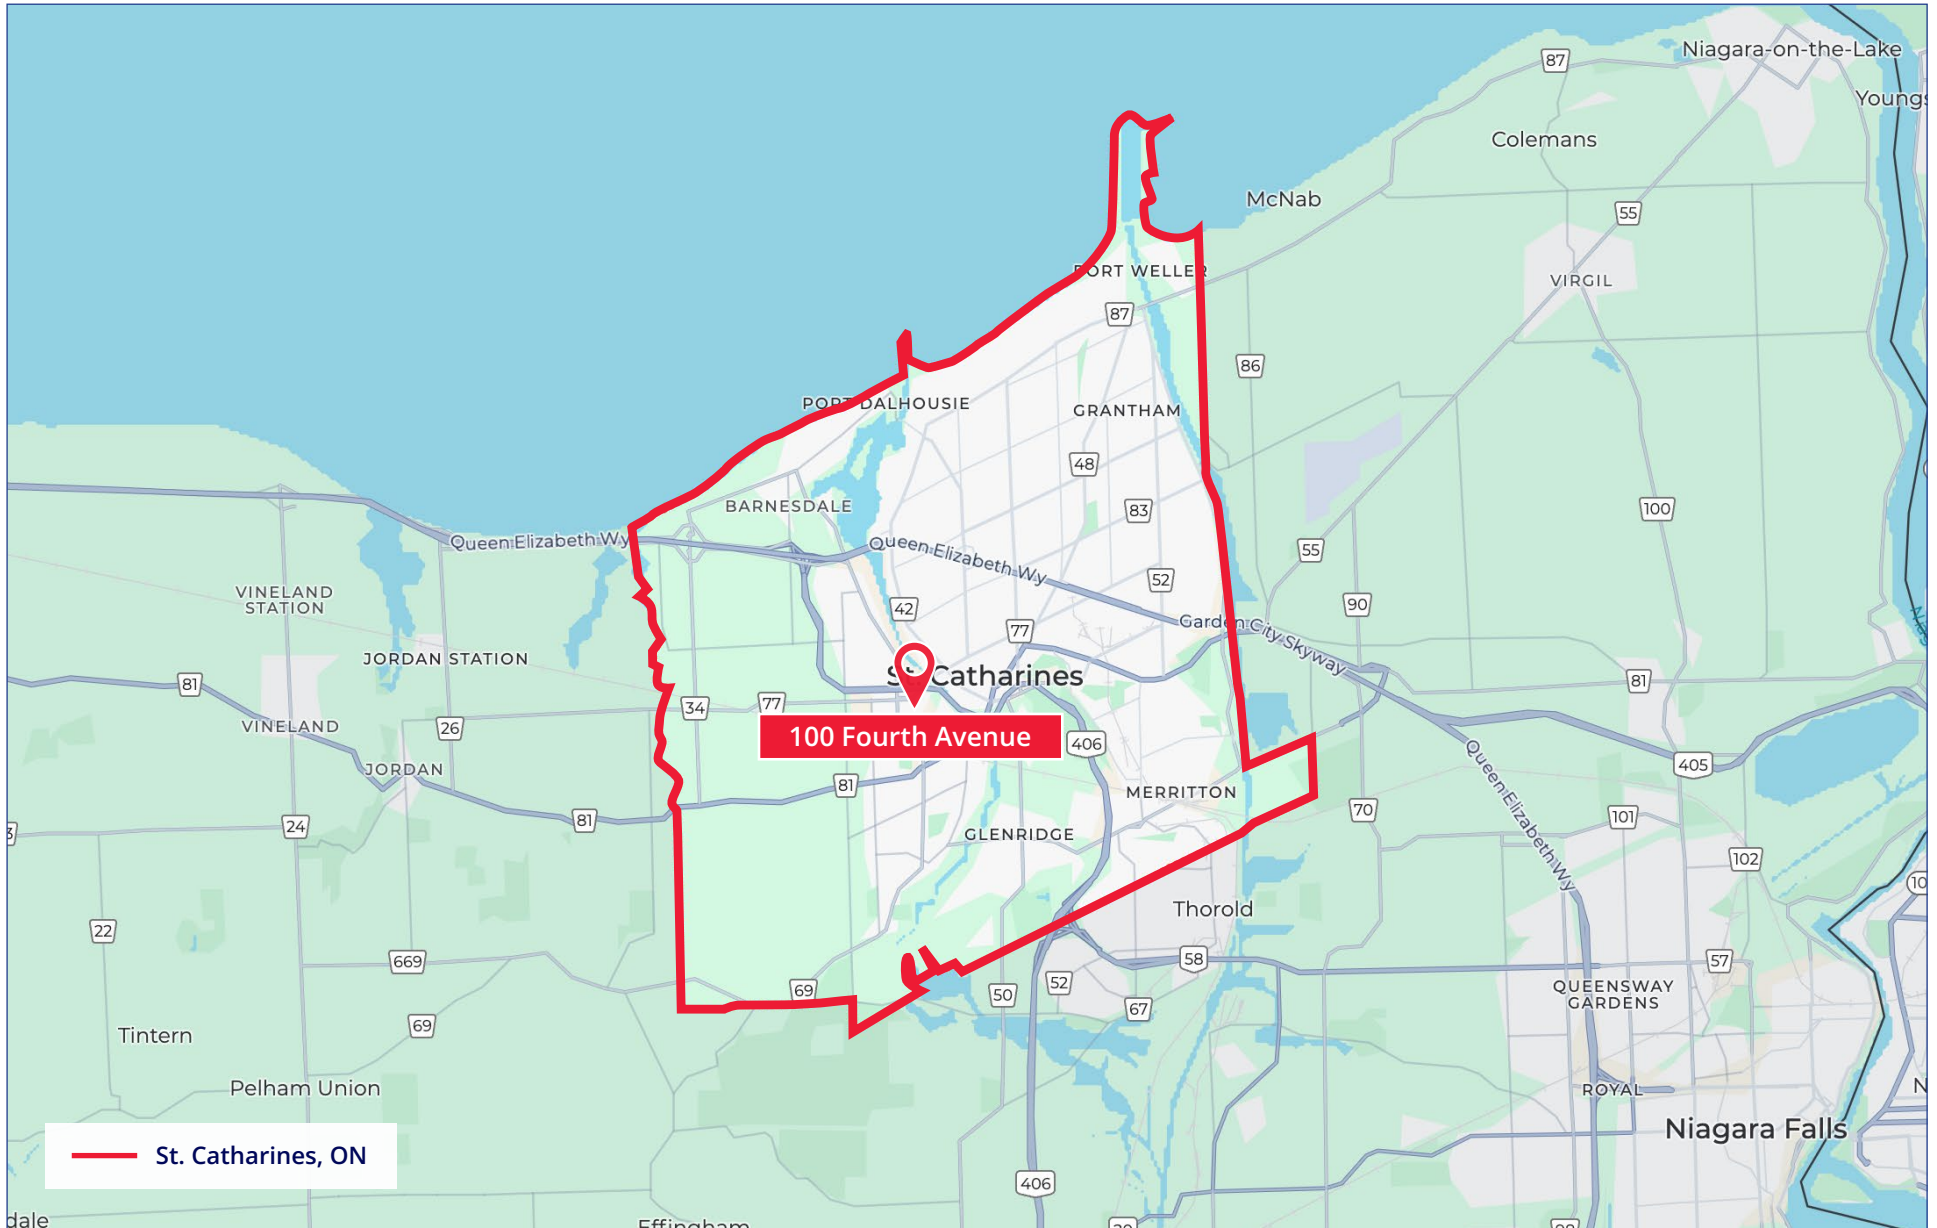 Niagara-on-the-Lake
87
Youngs
Colemans
McNab
55
PORT WELLER
VIRGIL
87
86
PORT DALHOUSIE
GRANTHAM
48
BARNESDALE
83
100
Queen Elizabeth Wy
Queen Elizabeth Wy
55
52
VINELAND
STATION
42
90
77
Garden City Skyway
JORDAN STATION
St. Catharines
81
81
34
77
VINELAND
26
100 Fourth Avenue
406
Queen Elizabeth Wy
405
JORDAN
81
MERRITTON
81
24
70
101
GLENRIDGE
102
10
Thorold
22
669
58
57
69
50
52
QUEENSWAY
GARDENS
67
69
Tintern
Pelham Union
ROYAL
N
Niagara Falls
St. Catharines, ON
406
dale
Effingham